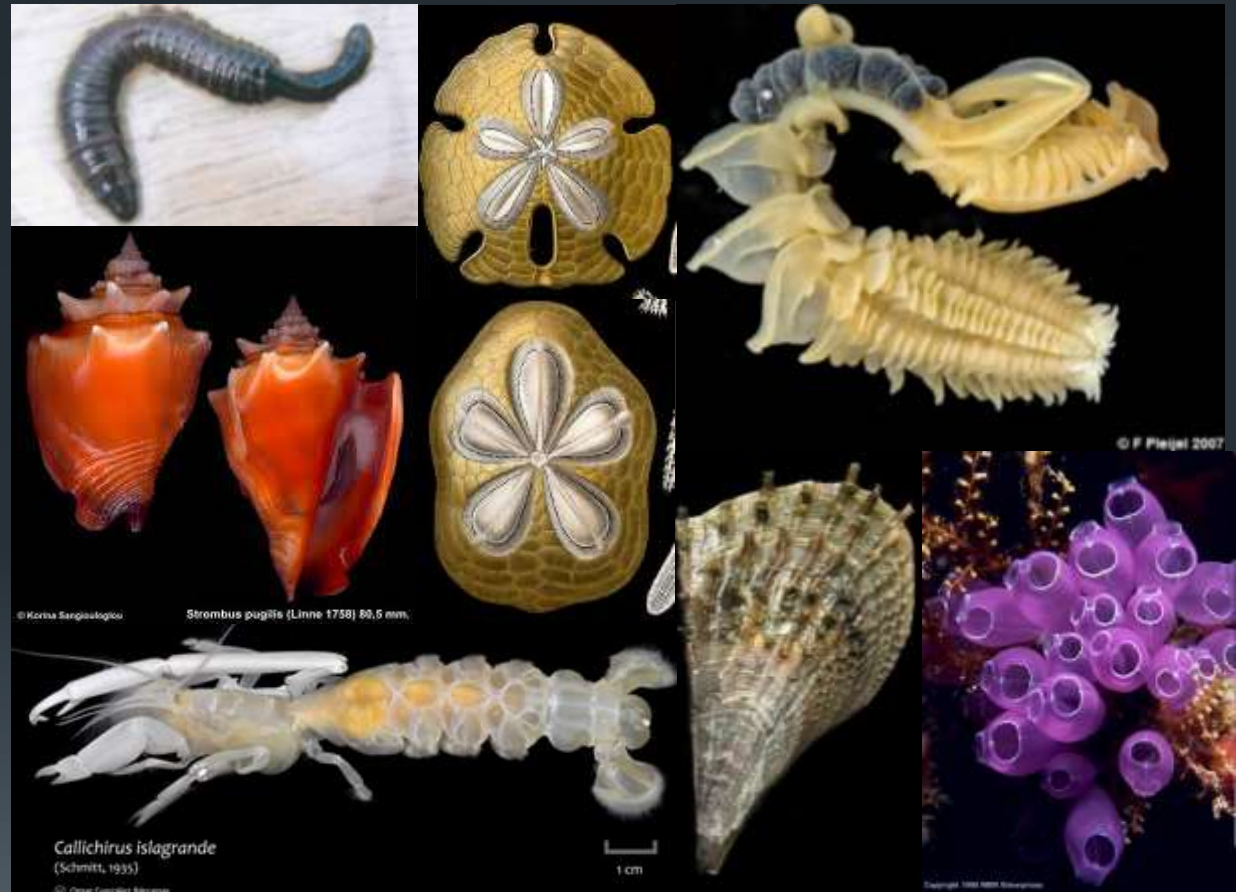 © F Pleijel 2007
© Korina Sangiouloglou
Strombus pugilis (Linne 1758) 80,5 mm.
Callichirus islagrande
(Schmitt, 1935)
1 cm